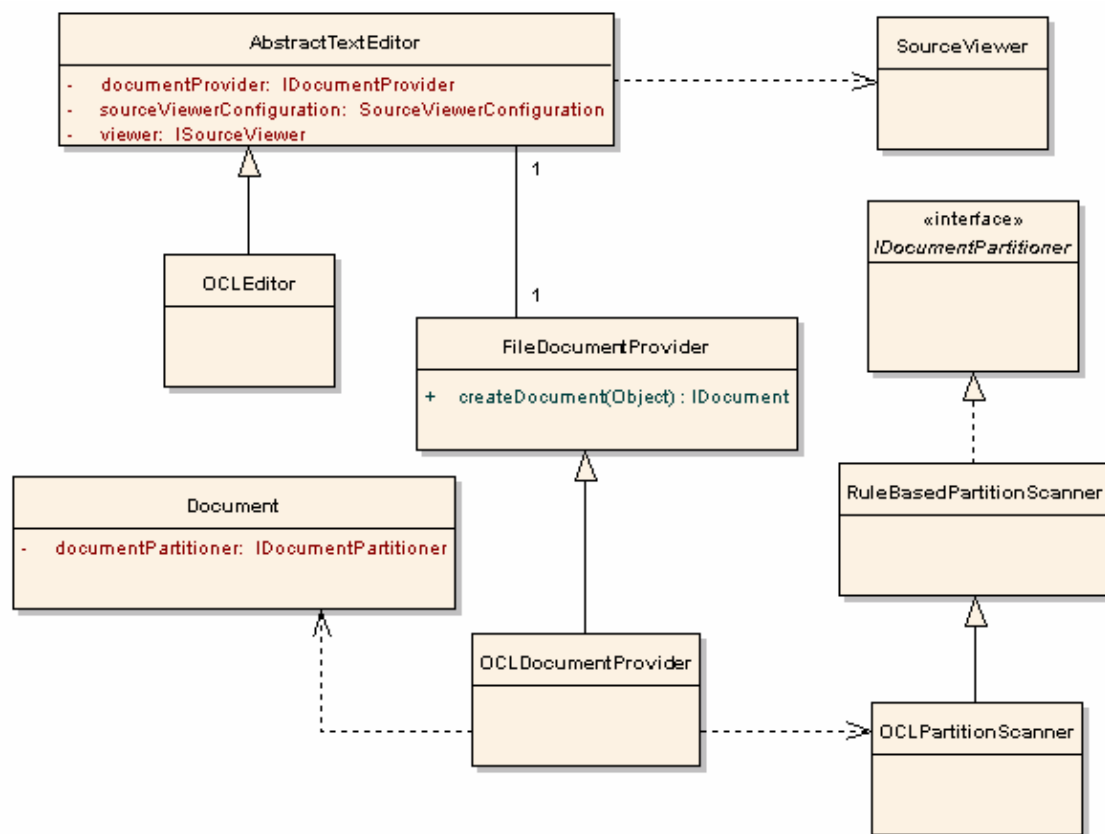 AbstractTextEditor
- documentProvider: IDocumentProvider
- sourceViewerConfiguration: SourceViewerConfiguration
- viewer: ISourceViewer
SourceViewer
1
«interface»
IDocumentPartitioner
OCLEditor
1
FileDocumentProvider
+ createDocument(Object) : IDocument
RuleBasedPartitionScanner
Document
- documentPartitioner: IDocumentPartitioner
OCLDocumentProvider
OCLPartitionScanner